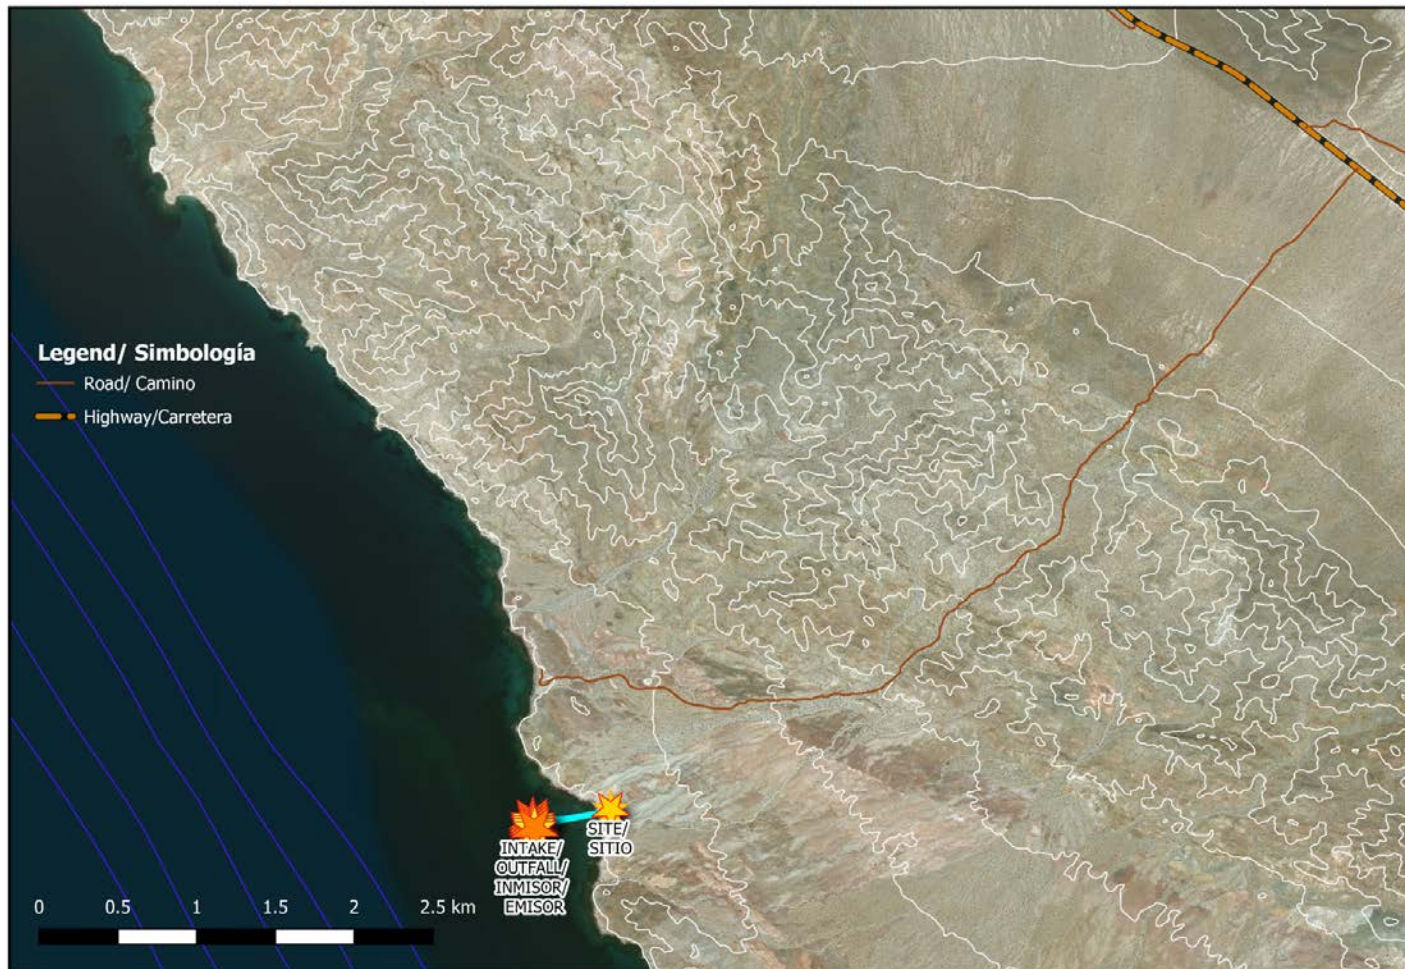 Legend/ Simbología
Road/ Camino
Highway/Carretera
SITE/
SITIO
INTAKE/
OUTFALL/
INMISOR/
EMISOR
0 0.5 1 1.5 2 2.5 km